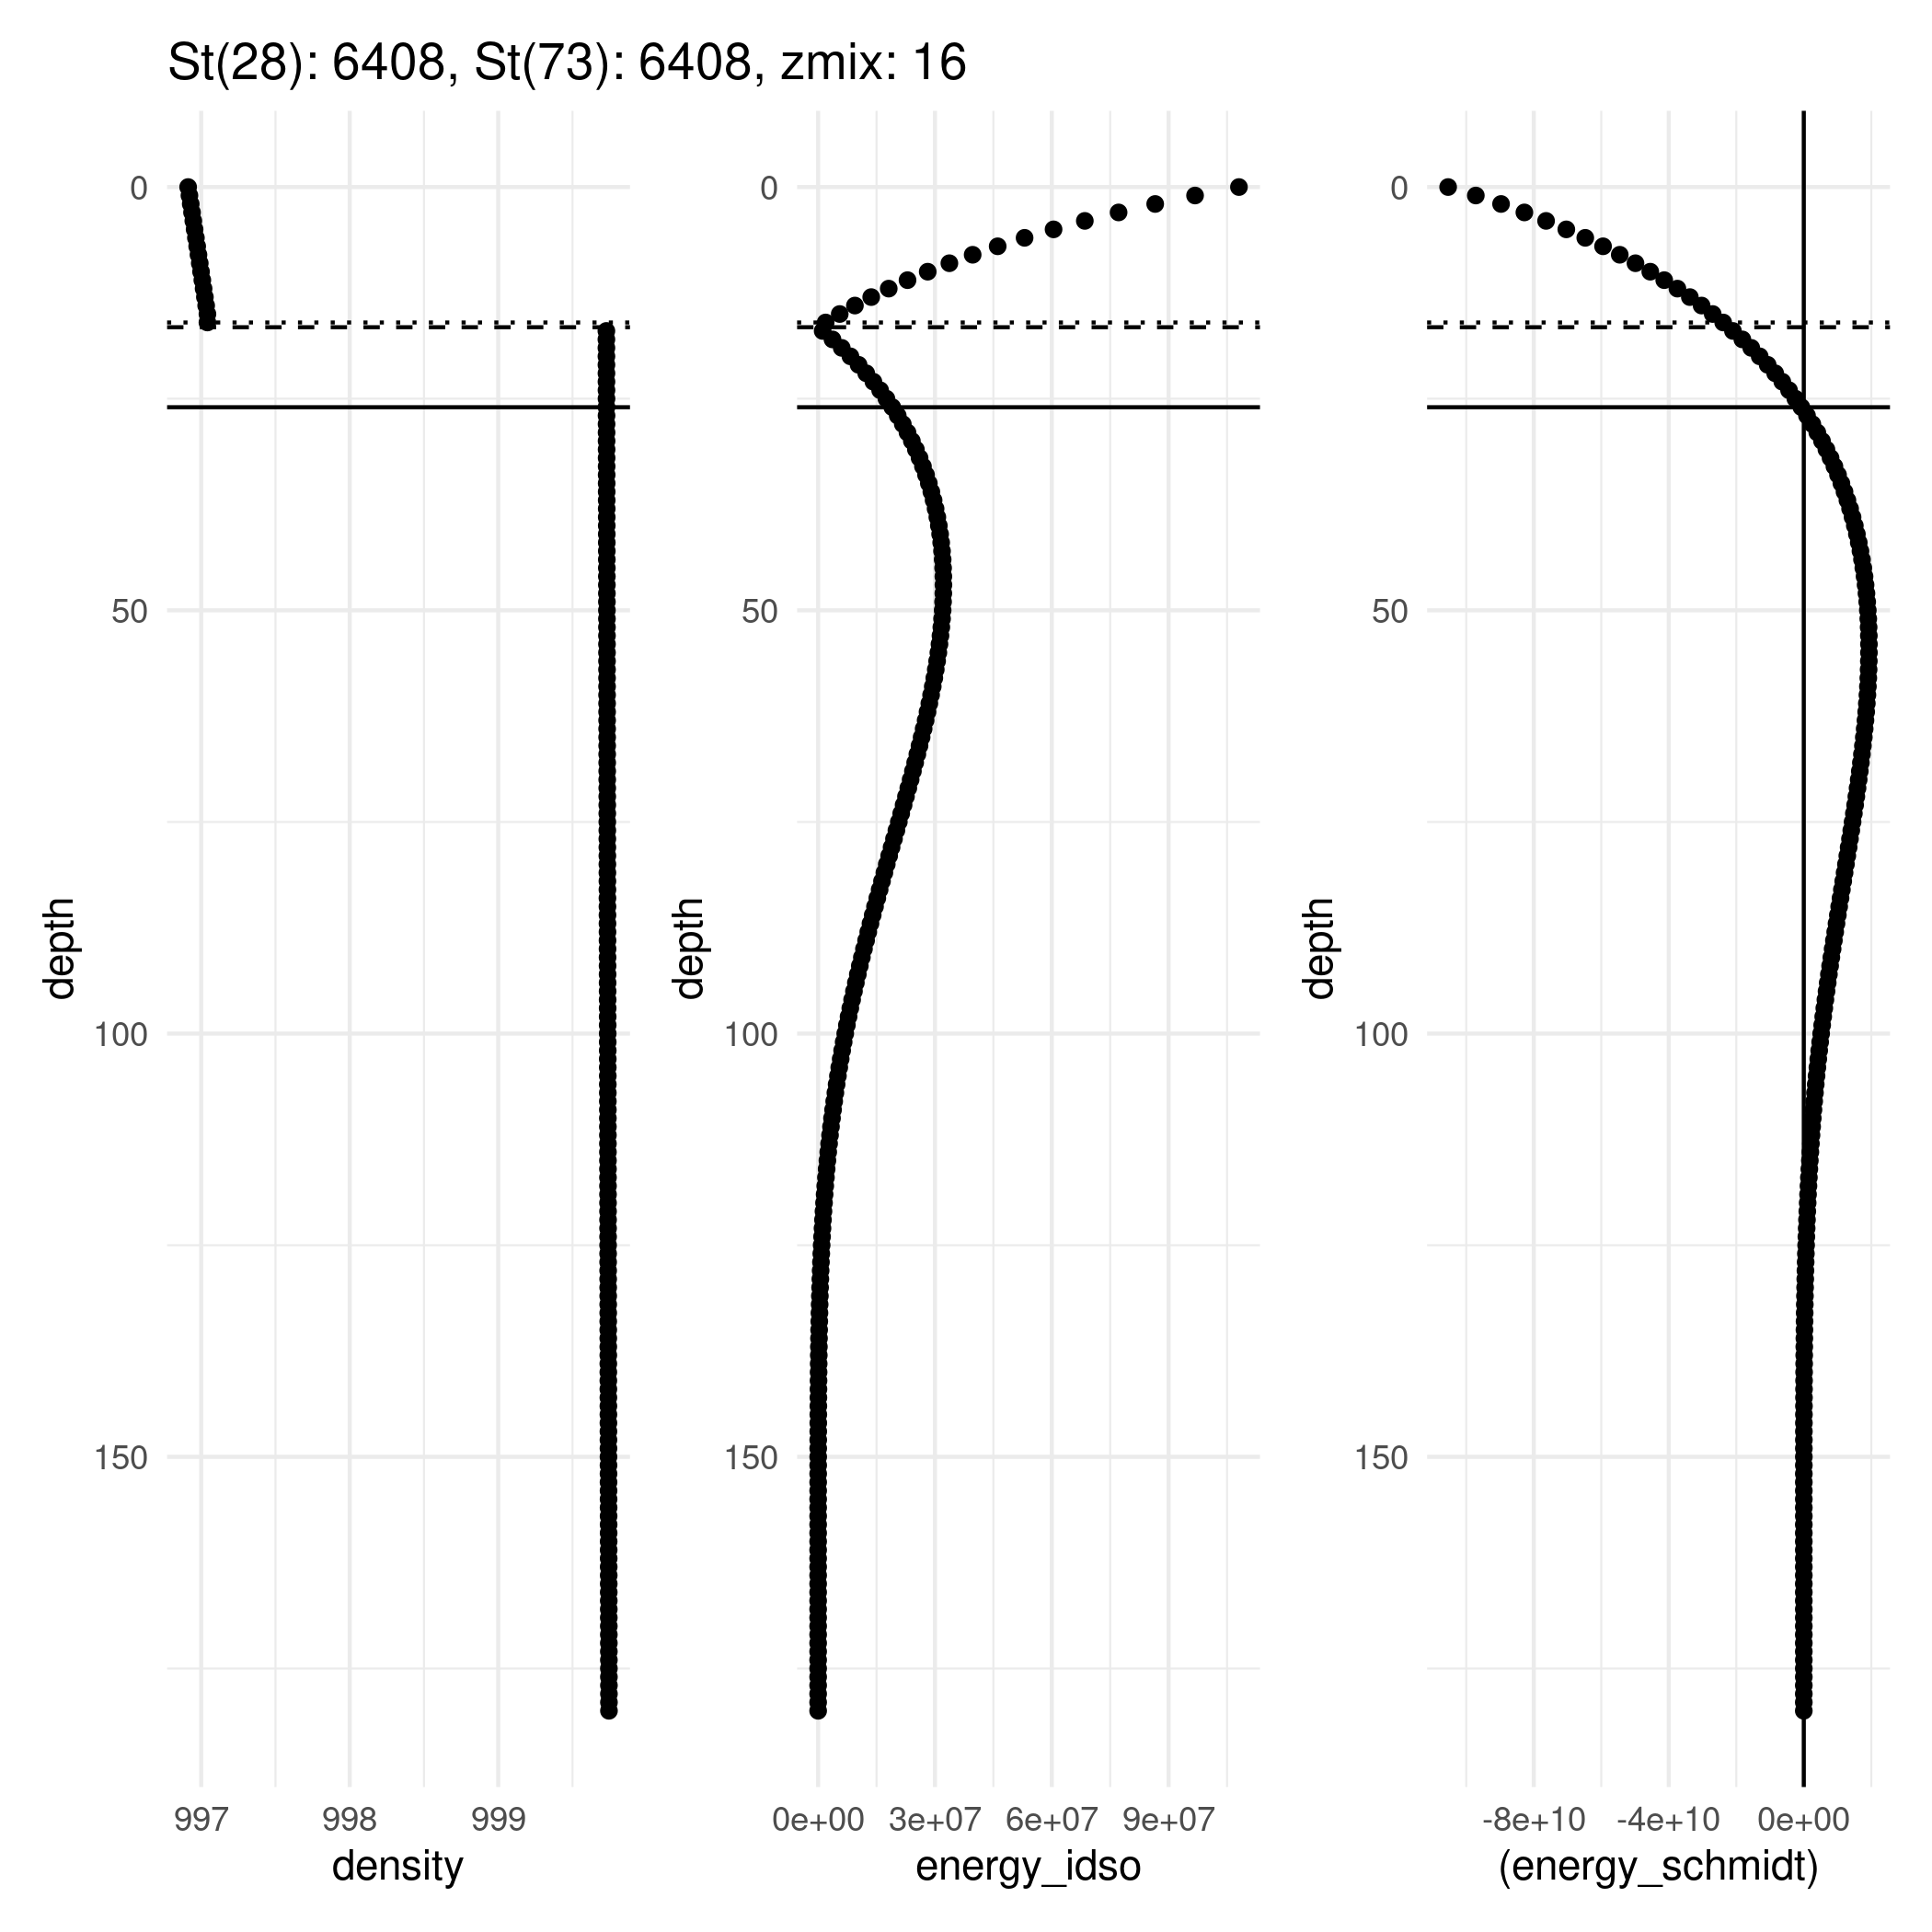 St(28): 6408, St(73): 6408, zmix: 16
depth
0
50
100
150
997 998 999
density
depth
0
50
100
150
0e+00 3e+07 6e+07 9e+07
energy_idso
depth
0
50
100
150
-8e+10 -4e+10 0e+00
(energy_schmidt)